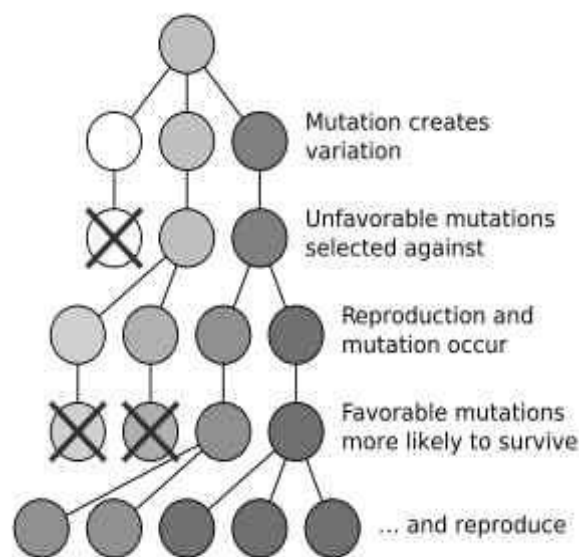 Mutation creates
variation
Unfavorable mutations
selected against
Reproduction and
mutation occur
Favorable mutations
more likely to survive
... and reproduce